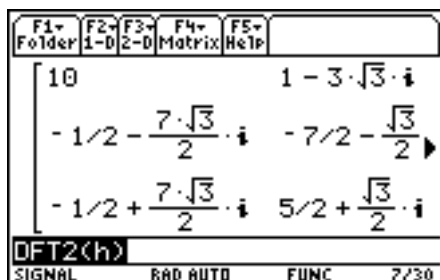 F1▾ F2▾ F3▾ F4▾ F5▾
Folder 1-D 2-D Matrix Help
10 1 - 3·√3·i
-1/2 - 7·√3/2·i -7/2 - √3/2 ▶
-1/2 + 7·√3/2·i 5/2 + √3/2·i
DFT2(h)
SIGNAL RAD AUTO FUNC 7/30